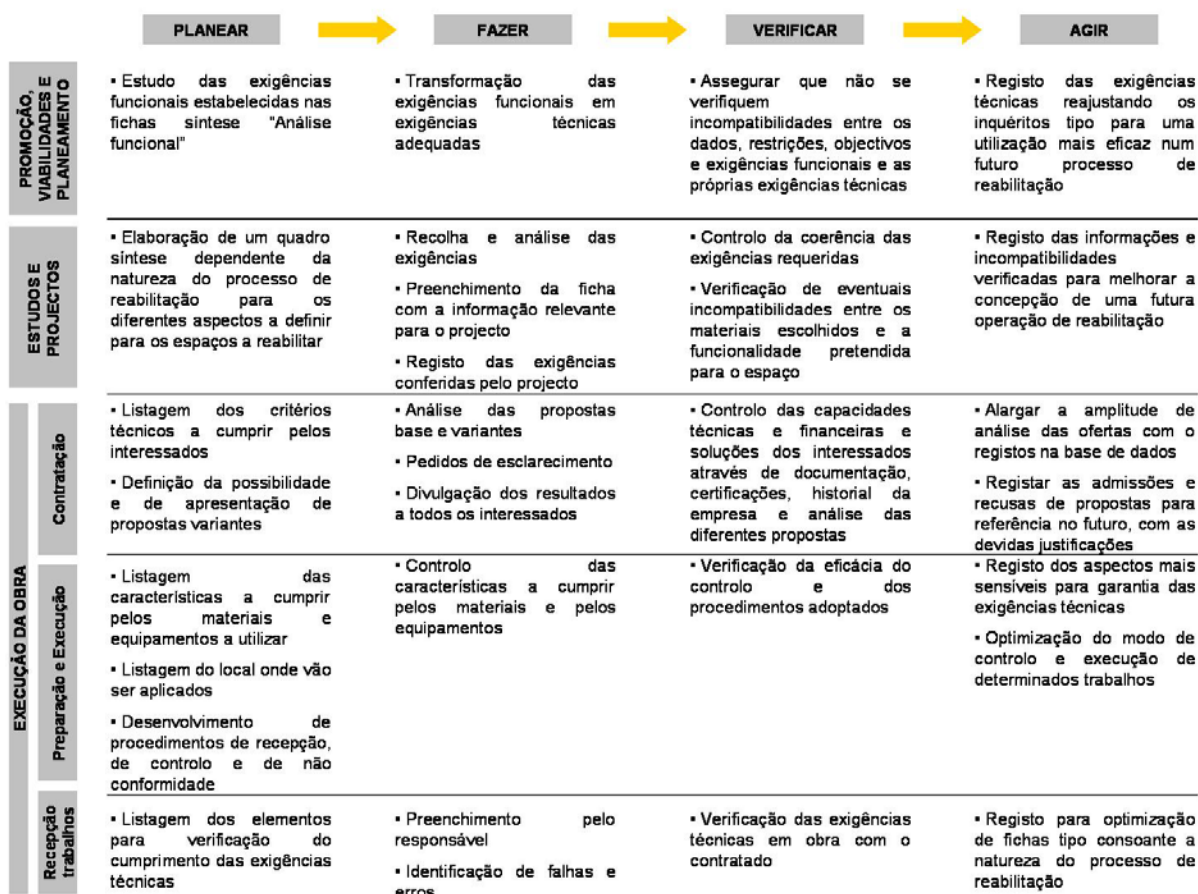 PLANEAR
FAZER
VERIFICAR
AGIR
PROMOÇÃO,
VIABILIDADES E
PLANEAMENTO
▪ Estudo das exigências
funcionais estabelecidas nas
fichas síntese "Análise
funcional"
▪ Transformação das
exigências funcionais em
exigências técnicas
adequadas
▪ Assegurar que não se
verifiquem
incompatibilidades entre os
dados, restrições, objectivos
e exigências funcionais e as
próprias exigências técnicas
▪ Registo das exigências
técnicas reajustando os
inquéritos tipo para uma
utilização mais eficaz num
futuro processo de
reabilitação
ESTUDOS E
PROJECTOS
▪ Elaboração de um quadro
síntese dependente da
natureza do processo de
reabilitação para os
diferentes aspectos a definir
para os espaços a reabilitar
▪ Recolha e análise das
exigências
▪ Preenchimento da ficha
com a informação relevante
para o projecto
▪ Registo das exigências
conferidas pelo projecto
▪ Controlo da coerência das
exigências requeridas
▪ Verificação de eventuais
incompatibilidades entre os
materiais escolhidos e a
funcionalidade pretendida
para o espaço
▪ Registo das informações e
incompatibilidades
verificadas para melhorar a
concepção de uma futura
operação de reabilitação
EXECUÇÃO DA OBRA
Contratação
▪ Listagem dos critérios
técnicos a cumprir pelos
interessados
▪ Definição da possibilidade
e de apresentação de
propostas variantes
▪ Análise das propostas
base e variantes
▪ Pedidos de esclarecimento
▪ Divulgação dos resultados
a todos os interessados
▪ Controlo das capacidades
técnicas e financeiras e
soluções dos interessados
através de documentação,
certificações, historial da
empresa e análise das
diferentes propostas
▪ Alargar a amplitude de
análise das ofertas com o
registos na base de dados
▪ Registar as admissões e
recusas de propostas para
referência no futuro, com as
devidas justificações
Preparação e Execução
▪ Listagem das
características a cumprir
pelos materiais e
equipamentos a utilizar
▪ Listagem do local onde vão
ser aplicados
▪ Desenvolvimento de
procedimentos de recepção,
de controlo e de não
conformidade
▪ Controlo das
características a cumprir
pelos materiais e pelos
equipamentos
▪ Verificação da eficácia do
controlo e dos
procedimentos adoptados
▪ Registo dos aspectos mais
sensíveis para garantia das
exigências técnicas
▪ Optimização do modo de
controlo e execução de
determinados trabalhos
Recepção
trabalhos
▪ Listagem dos elementos
para verificação do
cumprimento das exigências
técnicas
▪ Preenchimento pelo
responsável
▪ Identificação de falhas e
erros
▪ Verificação das exigências
técnicas em obra com o
contratado
▪ Registo para optimização
de fichas tipo consoante a
natureza do processo de
reabilitação